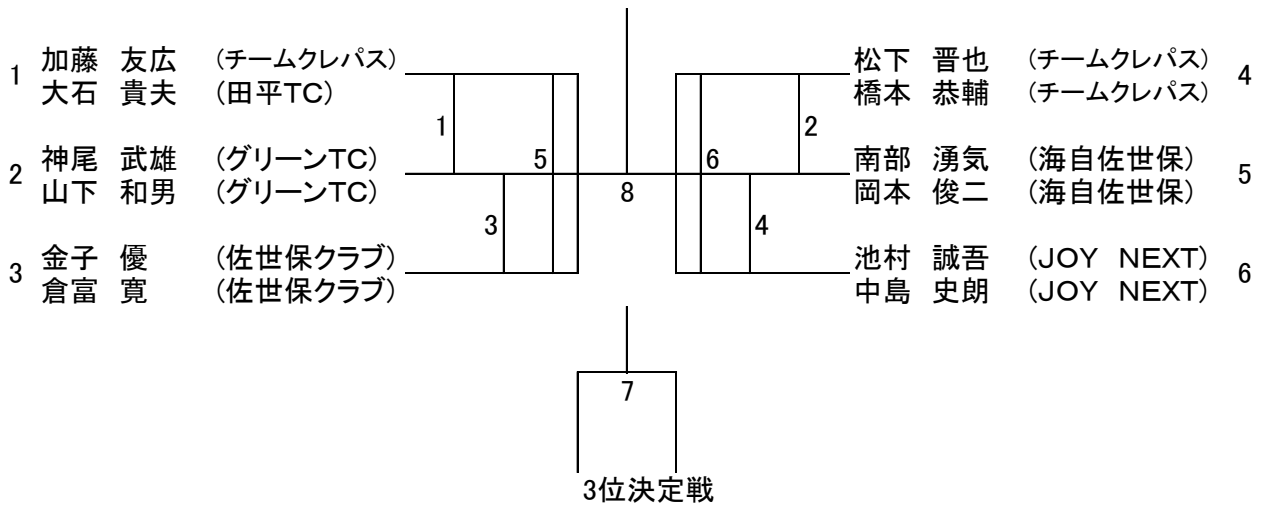 1 加藤 友広 (チームクレパス)
大石 貴夫 (田平TC)
2 神尾 武雄 (グリーンTC)
山下 和男 (グリーンTC)
3 金子 優 (佐世保クラブ)
倉富 寛 (佐世保クラブ)
1
3
5
8
6
2
4
松下 晋也 (チームクレパス) 4
橋本 恭輔 (チームクレパス)
南部 湧気 (海自佐世保) 5
岡本 俊二 (海自佐世保)
池村 誠吾 (JOY NEXT) 6
中島 史朗 (JOY NEXT)
7
3位決定戦